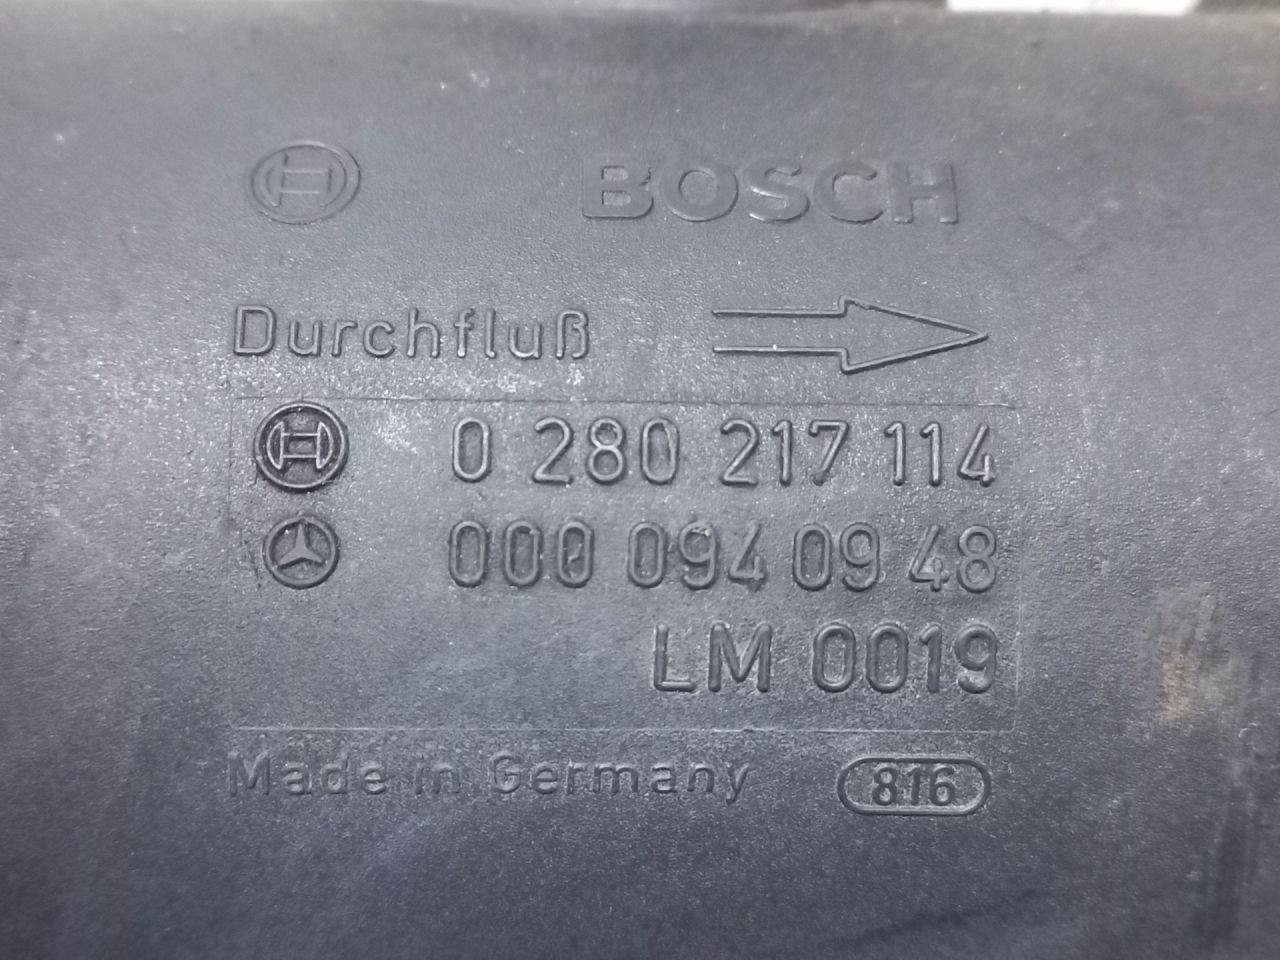 BOSCH
Durchfluß
0 280 217 114
000 094 09 48
LM 0019
Made in Germany 816